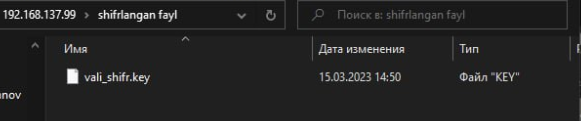 192.168.137.99 > shifrlangan fayl
Поиск в: shifrlangan fayl
Имя Дата изменения Тип
vali_shifr.key 15.03.2023 14:50 Файл "KEY"
nov